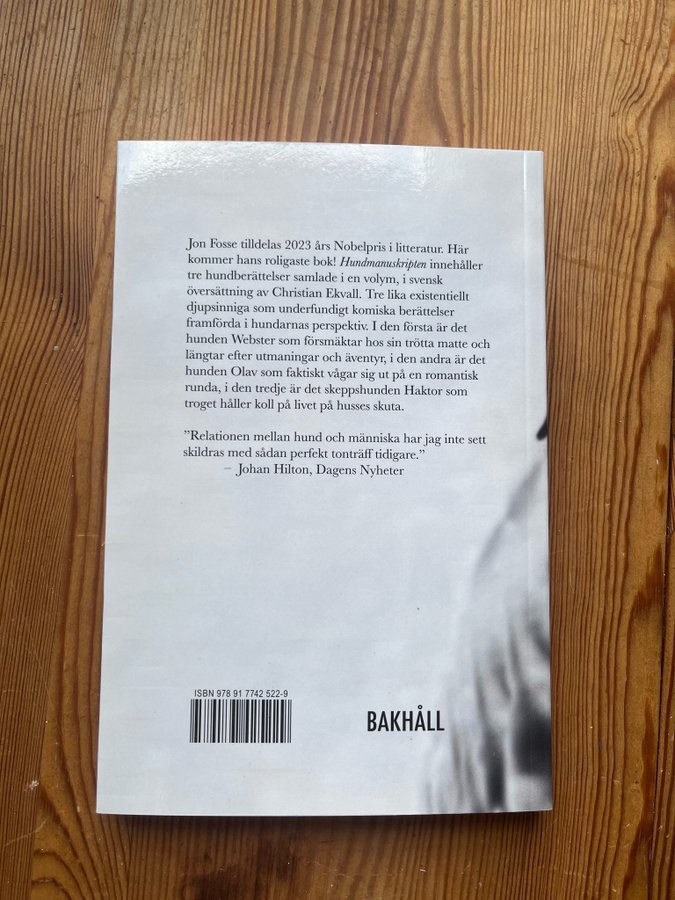 Jon Fosse tilldelas 2023 års Nobelpris i litteratur. Här
kommer hans roligaste bok! Hundmanuskripten innehåller
tre hundberättelser samlade i en volym, i svensk
översättning av Christian Ekvall. Tre lika existentiellt
djupsinniga som underfundigt komiska berättelser
framförda i hundarnas perspektiv. I den första är det
hunden Webster som försmäktar hos sin trötta matte och
längtar efter utmaningar och äventyr, i den andra är det
hunden Olav som faktiskt vågar sig ut på en romantisk
runda, i den tredje är det skeppshunden Haktor som
troget håller koll på livet på husses skuta.
”Relationen mellan hund och människa har jag inte sett
skildras med sådan perfekt tonträff tidigare.”
– Johan Hilton, Dagens Nyheter
ISBN 978 91 7742 522-9
BAKHÅLL